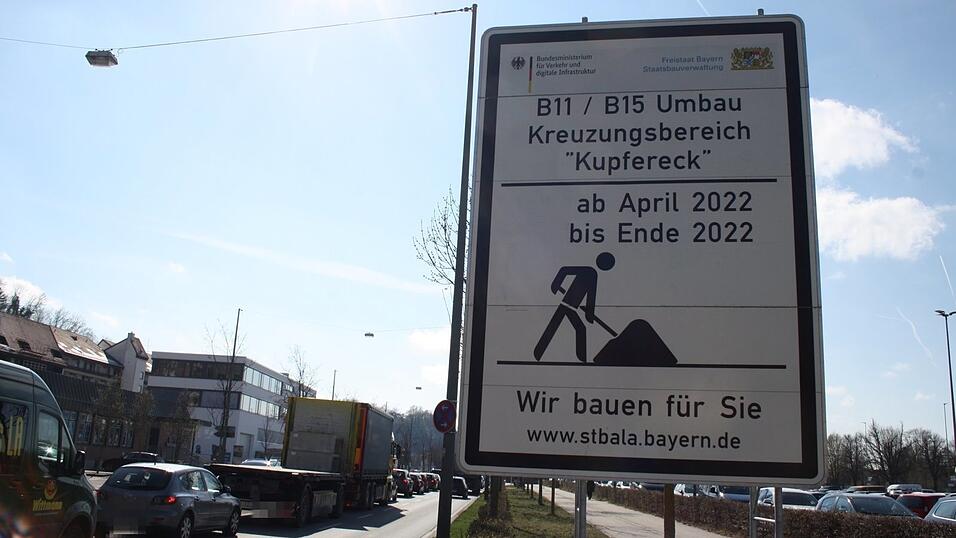 Bundesministerium
für Verkehr und
digitale Infrastruktur
Freistaat Bayern
Staatsbauverwaltung
B11 / B15 Umbau
Kreuzungsbereich
"Kupfereck"
ab April 2022
bis Ende 2022
Wir bauen für Sie
www.stbala.bayern.de
Wittmann